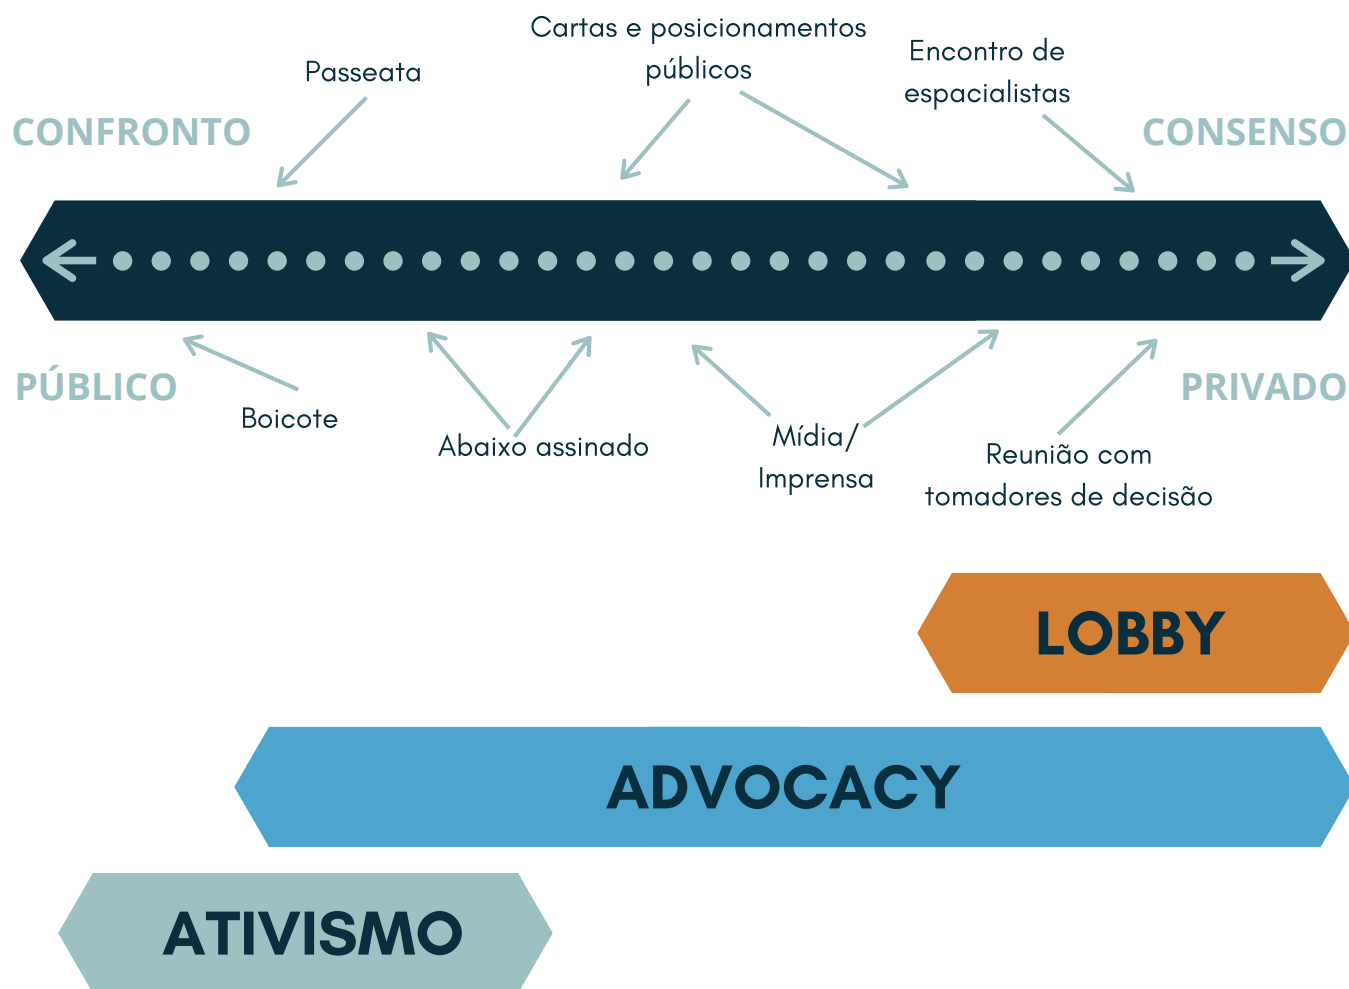 Cartas e posicionamentos
públicos
Passeata
Encontro de
espacialistas
CONFRONTO
CONSENSO
PÚBLICO
PRIVADO
Boicote
Abaixo assinado
Mídia/
Imprensa
Reunião com
tomadores de decisão
LOBBY
ADVOCACY
ATIVISMO